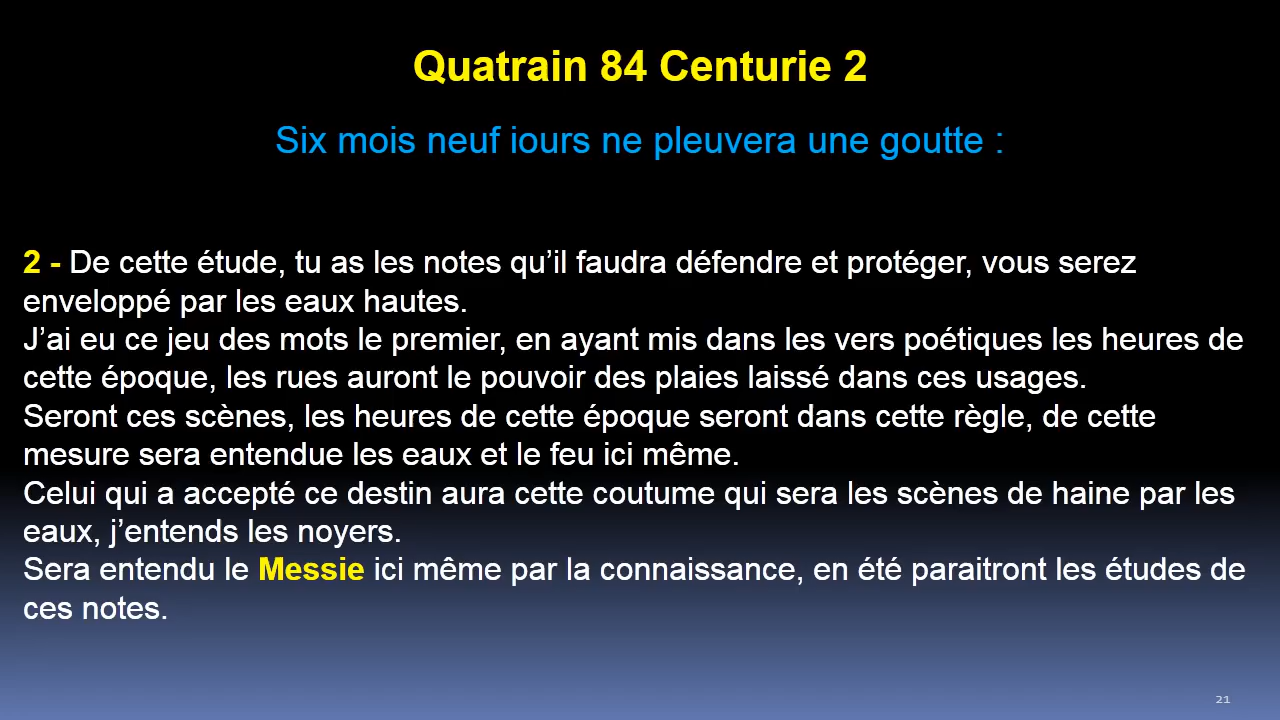 Quatrain 84 Centurie 2
Six mois neuf iours ne pleuvera une goutte :
2 - De cette étude, tu as les notes qu’il faudra défendre et protéger, vous serez
enveloppé par les eaux hautes.
J’ai eu ce jeu des mots le premier, en ayant mis dans les vers poétiques les heures de
cette époque, les rues auront le pouvoir des plaies laissé dans ces usages.
Seront ces scènes, les heures de cette époque seront dans cette règle, de cette
mesure sera entendue les eaux et le feu ici même.
Celui qui a accepté ce destin aura cette coutume qui sera les scènes de haine par les
eaux, j’entends les noyers.
Sera entendu le Messie ici même par la connaissance, en été paraitront les études de
ces notes.
21